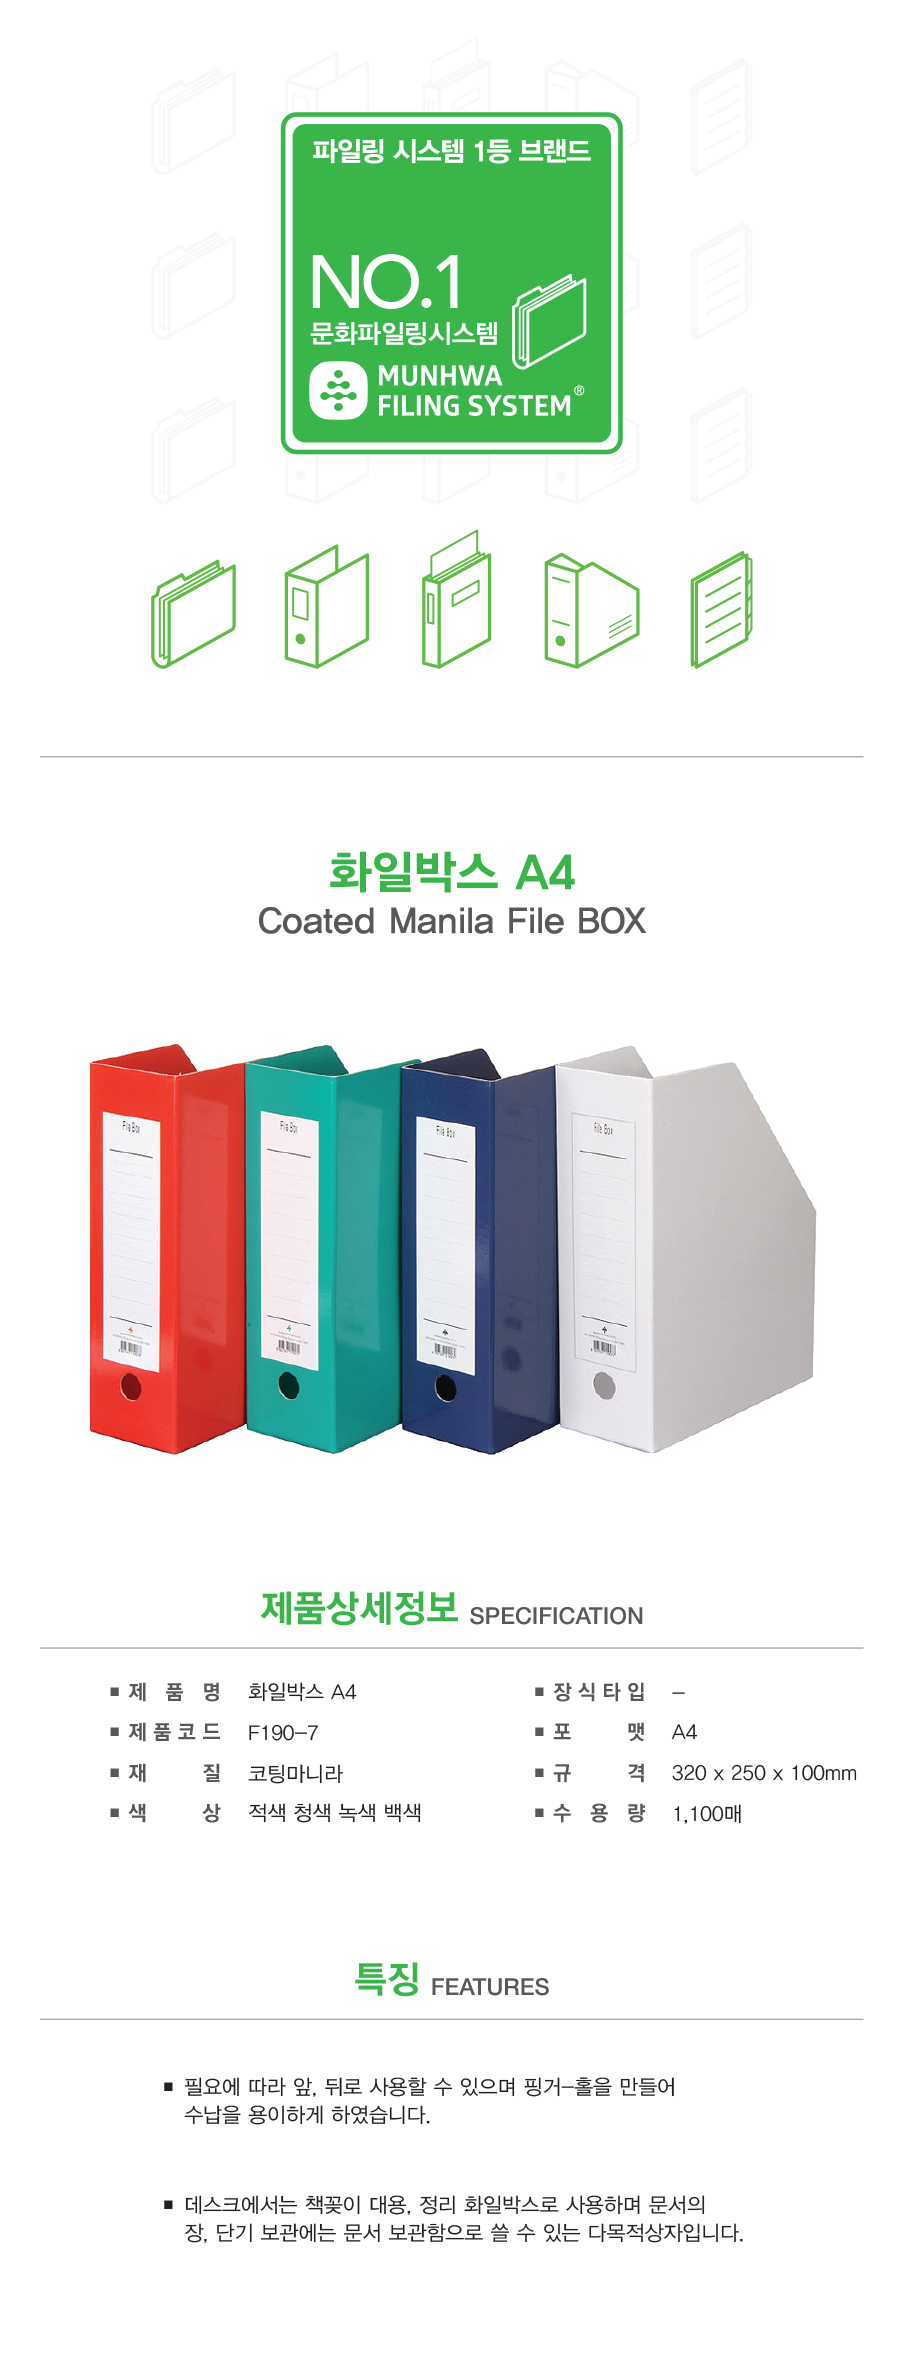 파일링 시스템 1등 브랜드
NO.1
문화파일링시스템
MUNHWA
FILING SYSTEM®
화일박스 A4
Coated Manila File BOX
File Box
File Box
File Box
File Box
제품상세정보 SPECIFICATION
■ 제 품 명 화일박스 A4
■ 장식타입 –
■ 제품코드 F190-7
■ 포 맷 A4
■ 재 질 코팅마니라
■ 규 격 320 x 250 x 100mm
■ 색 상 적색 청색 녹색 백색
■ 수 용 량 1,100매
특징 FEATURES
■ 필요에 따라 앞, 뒤로 사용할 수 있으며 핑거-홀을 만들어
수납을 용이하게 하였습니다.
■ 데스크에서는 책꽂이 대용, 정리 화일박스로 사용하며 문서의
장, 단기 보관에는 문서 보관함으로 쓸 수 있는 다목적상자입니다.